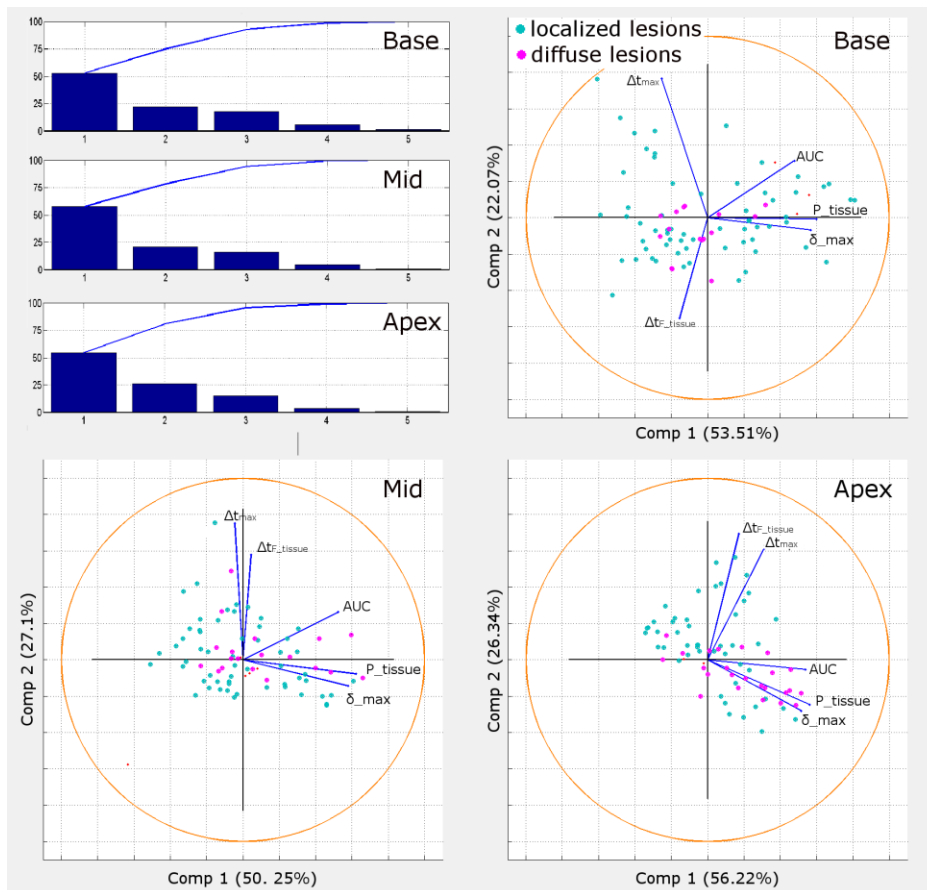 100
75
50
25
0
1 2 3 4 5
Base
100
75
50
25
0
1 2 3 4 5
Mid
100
75
50
25
0
1 2 3 4 5
Apex
localized lesions
diffuse lesions
Base
Δtmax
AUC
P_tissue
δ_max
ΔtF_tissue
Comp 2 (22.07%)
Comp 1 (53.51%)
Mid
Δtmax
ΔtF_tissue
AUC
P_tissue
δ_max
Comp 2 (27.1%)
Comp 1 (50. 25%)
Apex
ΔtF_tissue
Δtmax
AUC
P_tissue
δ_max
Comp 2 (26.34%)
Comp 1 (56.22%)